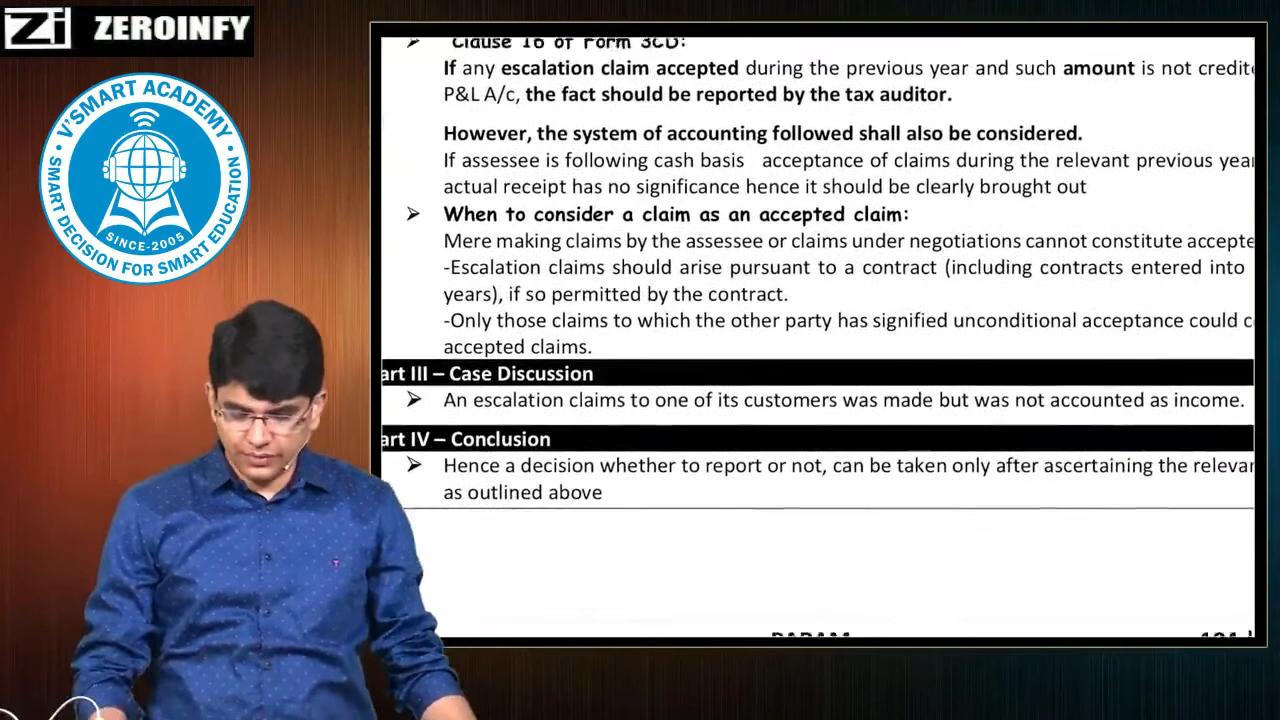 Zi ZEROINFY
V'SMART ACADEMY
SMART DECISION FOR SMART EDUCATION
SINCE-2005
➢ Clause 16 of Form 3CD:
If any escalation claim accepted during the previous year and such amount is not
P&L A/c, the fact should be reported by the tax auditor.
However, the system of accounting followed shall also be considered.
If assessee is following cash basis acceptance of claims during the relevant previous
actual receipt has no significance hence it should be clearly brought out
➢ When to consider a claim as an accepted claim:
Mere making claims by the assessee or claims under negotiations cannot constitute
-Escalation claims should arise pursuant to a contract (including contracts entered into
years), if so permitted by the contract.
-Only those claims to which the other party has signified unconditional acceptance could
accepted claims.
art III – Case Discussion
➢ An escalation claims to one of its customers was made but was not accounted as income.
art IV – Conclusion
➢ Hence a decision whether to report or not, can be taken only after ascertaining the
as outlined above